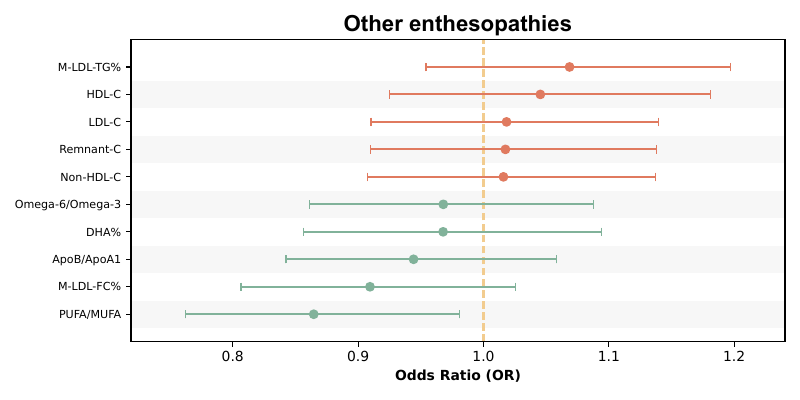 Other enthesopathies
M-LDL-TG%
HDL-C
LDL-C
Remnant-C
Non-HDL-C
Omega-6/Omega-3
DHA%
ApoB/ApoA1
M-LDL-FC%
PUFA/MUFA
0.8 0.9 1.0 1.1 1.2
Odds Ratio (OR)